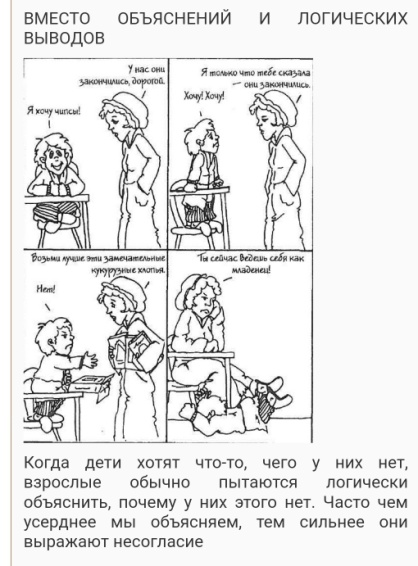 ВМЕСТО ОБЪЯСНЕНИЙ И ЛОГИЧЕСКИХ
ВЫВОДОВ
У нас они
закончились, дорогой.
Я хочу чипсы!
Я только что тебе сказала
— они закончились.
Хочу! Хочу!
Возьми лучше эти замечательные
кукурузные хлопья.
Нет!
Ты сейчас ведешь себя как
младенец!
Когда дети хотят что-то, чего у них нет,
взрослые обычно пытаются логически
объяснить, почему у них этого нет. Часто чем
усерднее мы объясняем, тем сильнее они
выражают несогласие